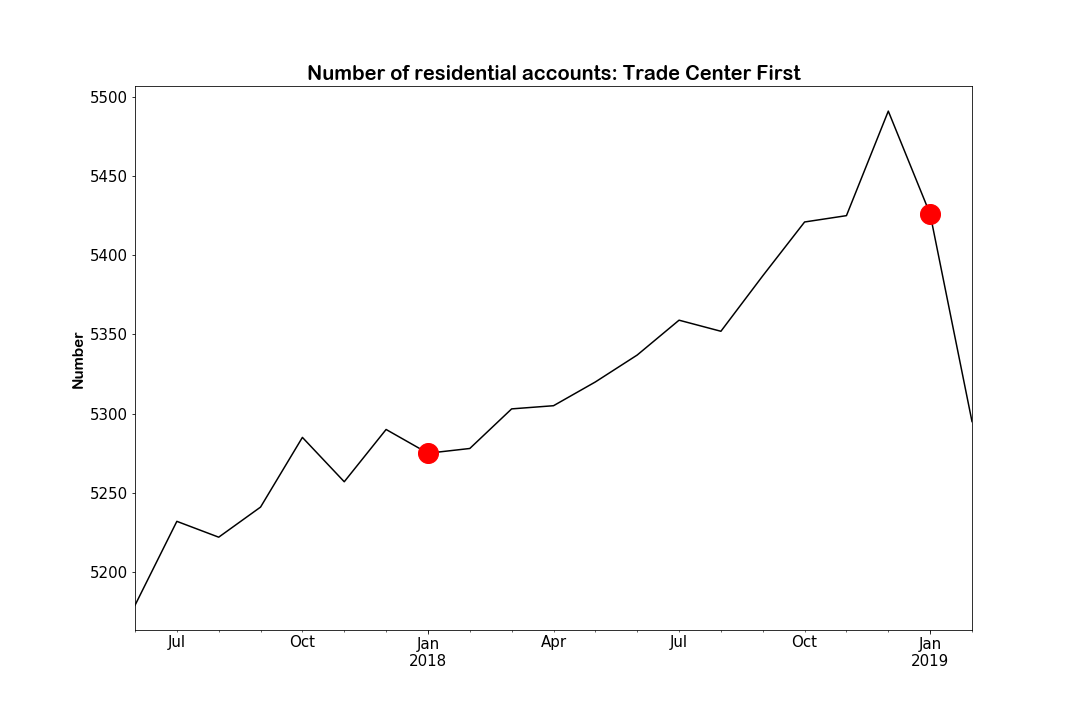 Number of residential accounts: Trade Center First
5500
5450
5400
5350
5300
5250
5200
Number
Jul
Oct
Jan
2018
Apr
Jul
Oct
Jan
2019